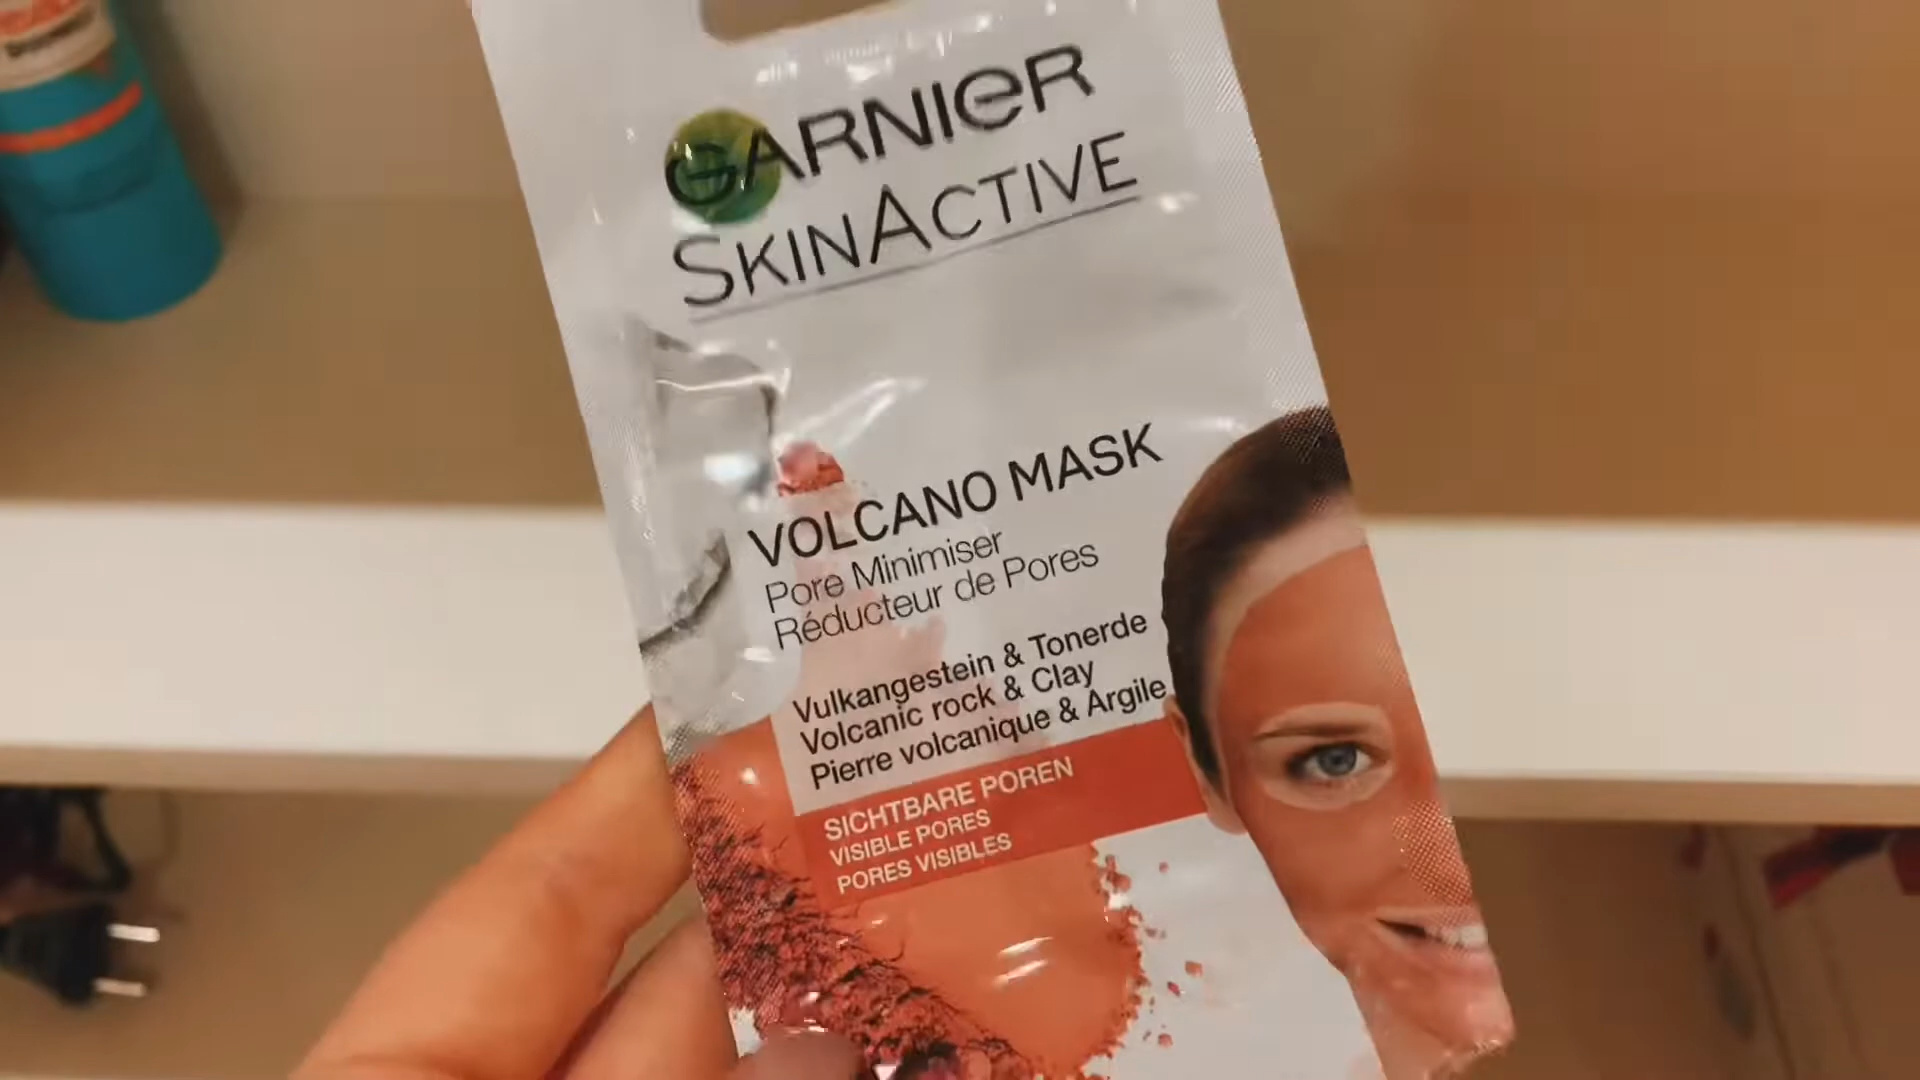 GARNIER
SKINACTIVE
VOLCANO MASK
Pore Minimiser
Réducteur de Pores
Vulkangestein & Tonerde
Volcanic rock & Clay
Pierre volcanique & Argile
SICHTBARE POREN
VISIBLE PORES
PORES VISIBLES